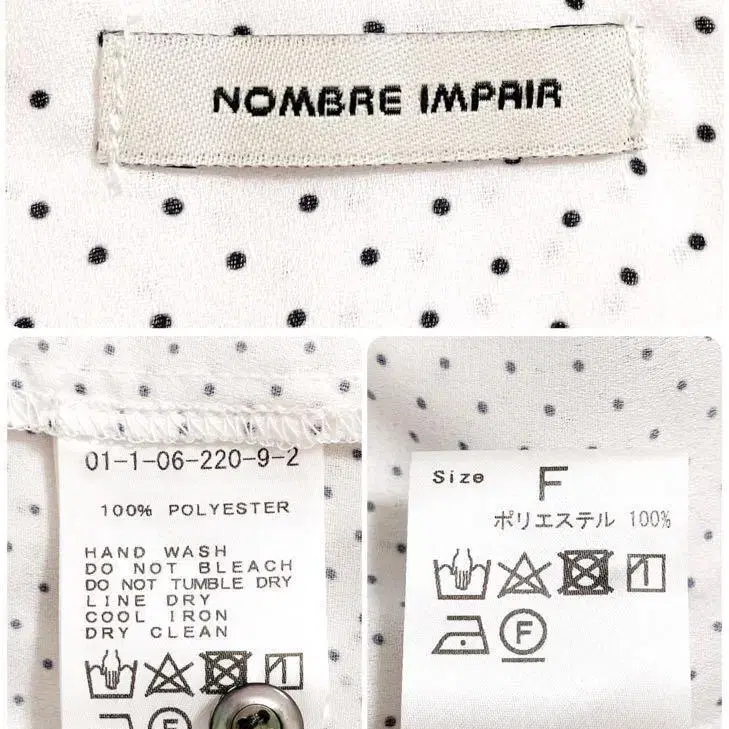 NOMBRE IMPAIR
01-1-06-220-9-2
100% POLYESTER
HAND WASH
DO NOT BLEACH
DO NOT TUMBLE DRY
LINE DRY
COOL IRON
DRY CLEAN
F
Size F
ポリエステル 100%
F